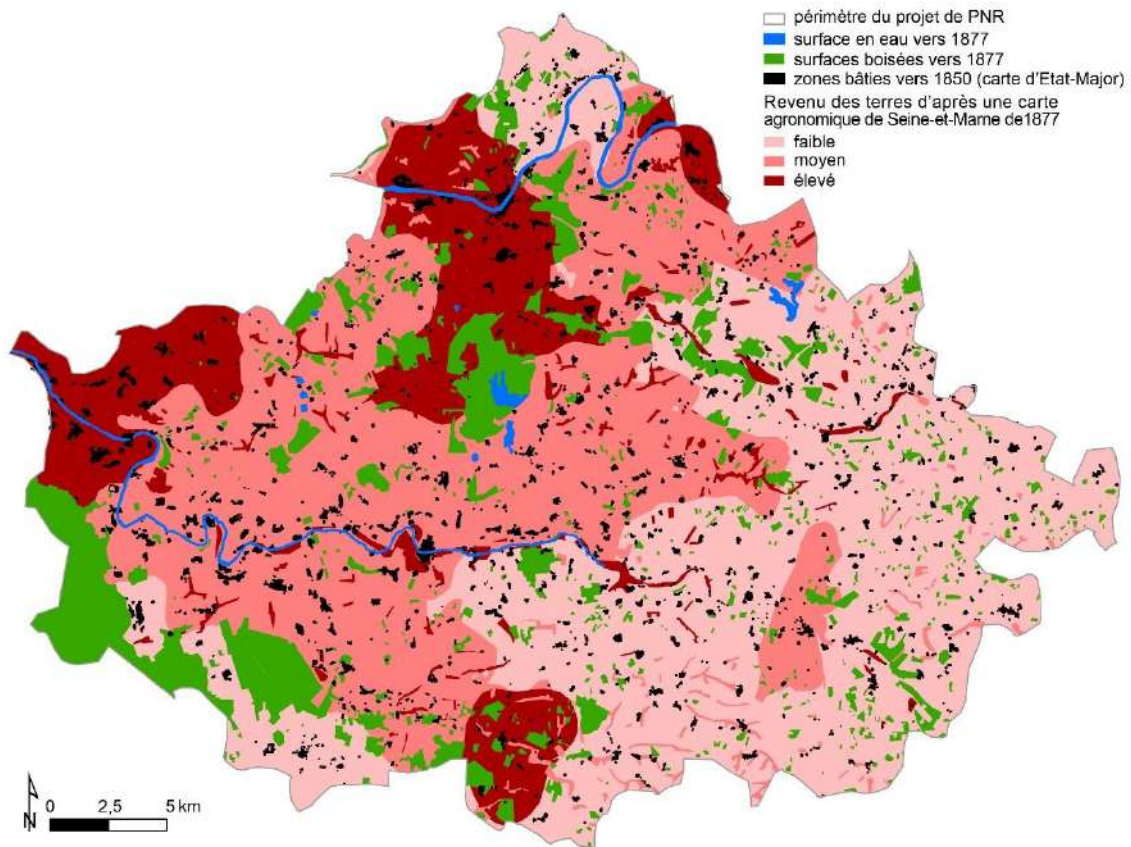 périmètre du projet de PNR
surface en eau vers 1877
surfaces boisées vers 1877
zones bâties vers 1850 (carte d'Etat-Major)
Revenu des terres d'après une carte
agronomique de Seine-et-Marne de1877
faible
moyen
élevé
0 2,5 5 km
N